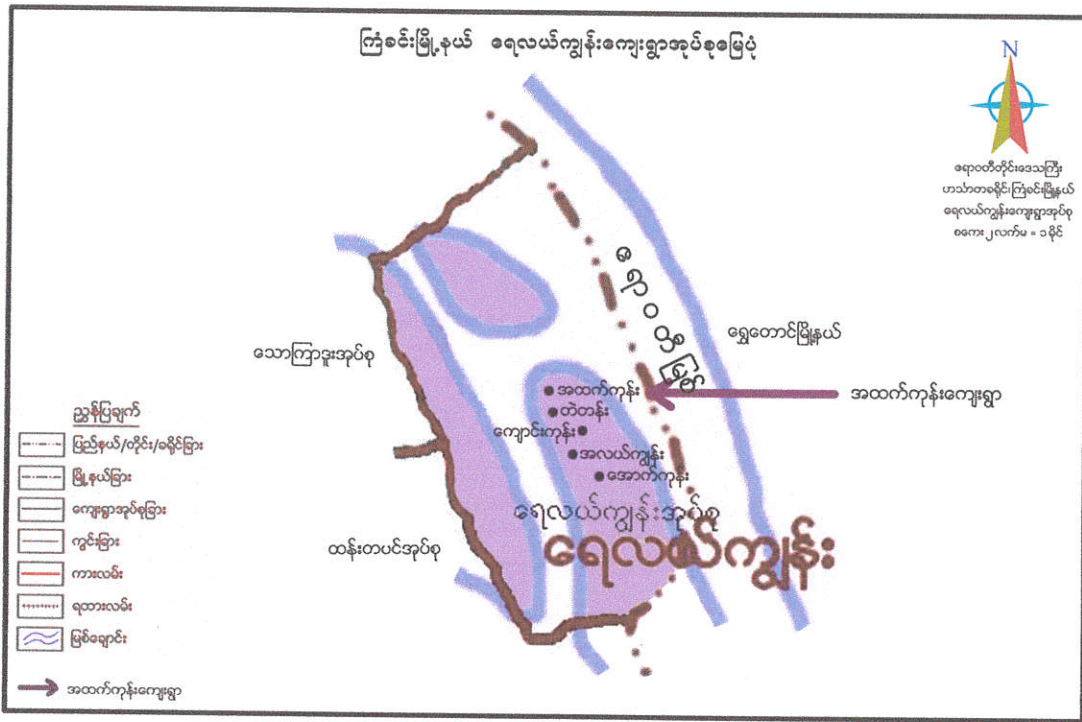 ကြံခင်းမြို့နယ် ရေလယ်ကျွန်းကျေးရွာအုပ်စုမြေပုံ
N
ဧရာဝတီတိုင်းဒေသကြီး
ဟင်္သာတခရိုင်၊ကြံခင်းမြို့နယ်
ရေလယ်ကျွန်းကျေးရွာအုပ်စု
စကေး၂လက်မ = ၁မိုင်
ဧရာဝတီမြစ်
ရွှေတောင်မြို့နယ်
သောကြာဒူးအုပ်စု
အထက်ကုန်း
အထက်ကုန်းကျေးရွာ
တဲတန်း
ကျောင်းကုန်း
အလယ်ကျွန်း
အောက်ကုန်း
ရေလယ်ကျွန်းအုပ်စု
ရေလယ်ကျွန်း
ထန်းတပင်အုပ်စု
ညွှန်ပြချက်
ပြည်နယ်/တိုင်း/ခရိုင်ခြား
မြို့နယ်ခြား
ကျေးရွာအုပ်စုခြား
ကွင်းခြား
ကားလမ်း
ရထားလမ်း
မြစ်ချောင်း
အထက်ကုန်းကျေးရွာ